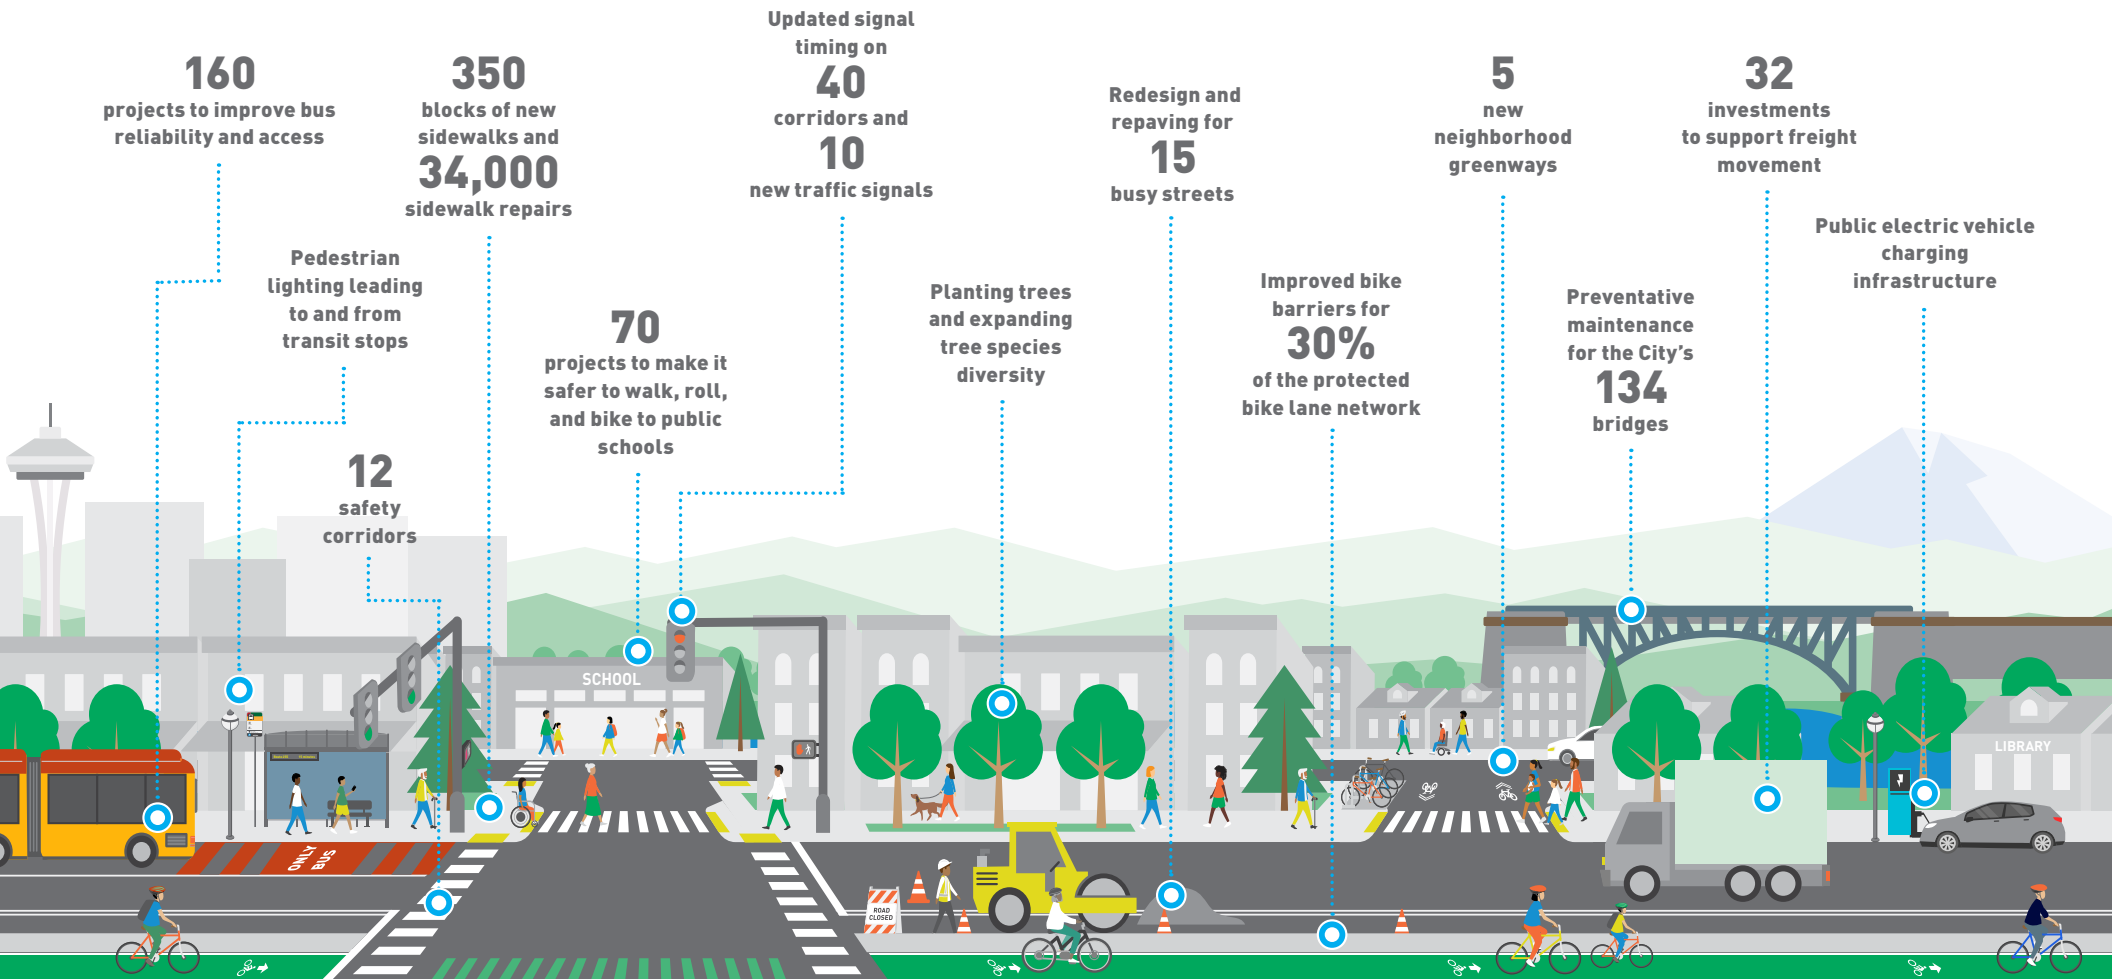 160
projects to improve bus
reliability and access
350
blocks of new
sidewalks and
34,000
sidewalk repairs
Updated signal
timing on
40
corridors and
10
new traffic signals
Redesign and
repaving for
15
busy streets
5
new
neighborhood
greenways
32
investments
to support freight
movement
Public electric vehicle
charging
infrastructure
Pedestrian
lighting leading
to and from
transit stops
70
projects to make it
safer to walk, roll,
and bike to public
schools
Planting trees
and expanding
tree species
diversity
Improved bike
barriers for
30%
of the protected
bike lane network
Preventative
maintenance
for the City's
134
bridges
12
safety
corridors
SCHOOL
LIBRARY
ONLY
BUS
ROAD
CLOSED